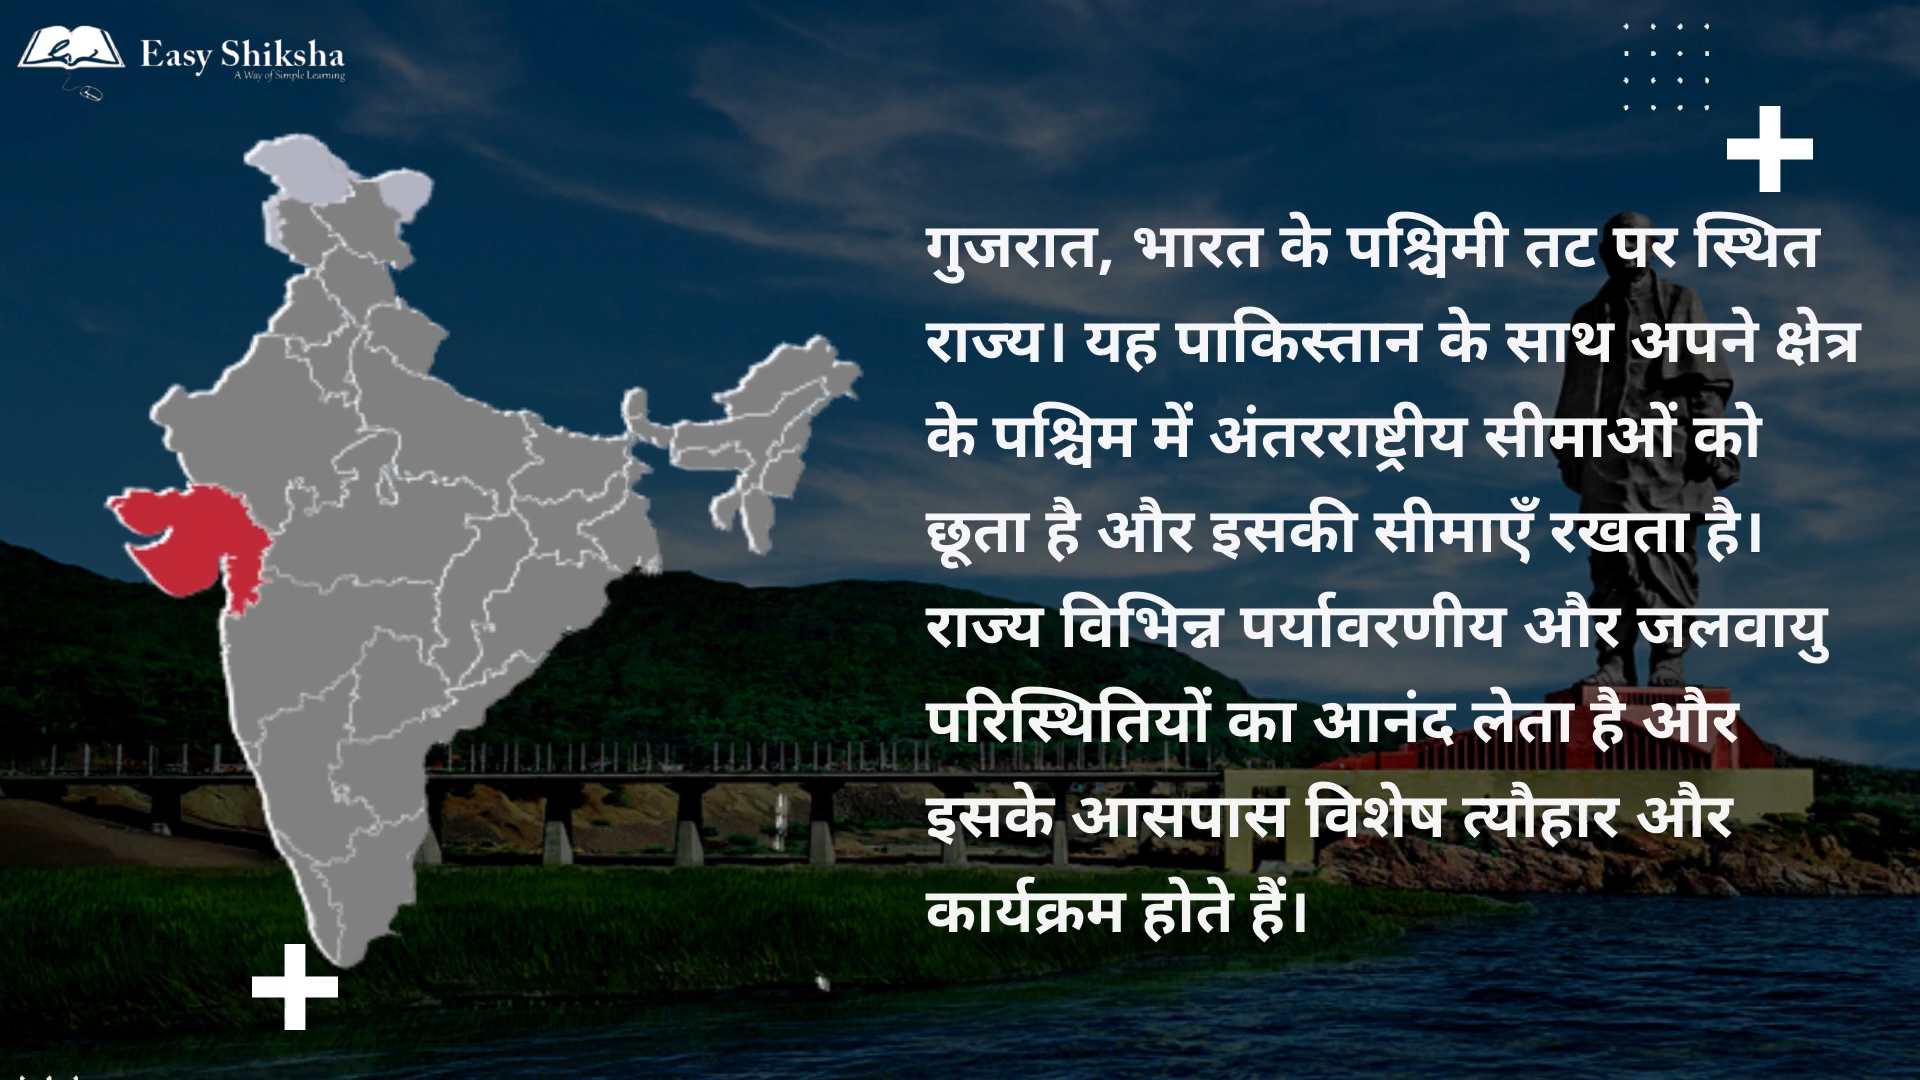 Easy Shiksha
A Way of Simple Learning
गुजरात, भारत के पश्चिमी तट पर स्थित
राज्य। यह पाकिस्तान के साथ अपने क्षेत्र
के पश्चिम में अंतरराष्ट्रीय सीमाओं को
छूता है और इसकी सीमाएँ रखता है।
राज्य विभिन्न पर्यावरणीय और जलवायु
परिस्थितियों का आनंद लेता है और
इसके आसपास विशेष त्यौहार और
कार्यक्रम होते हैं।